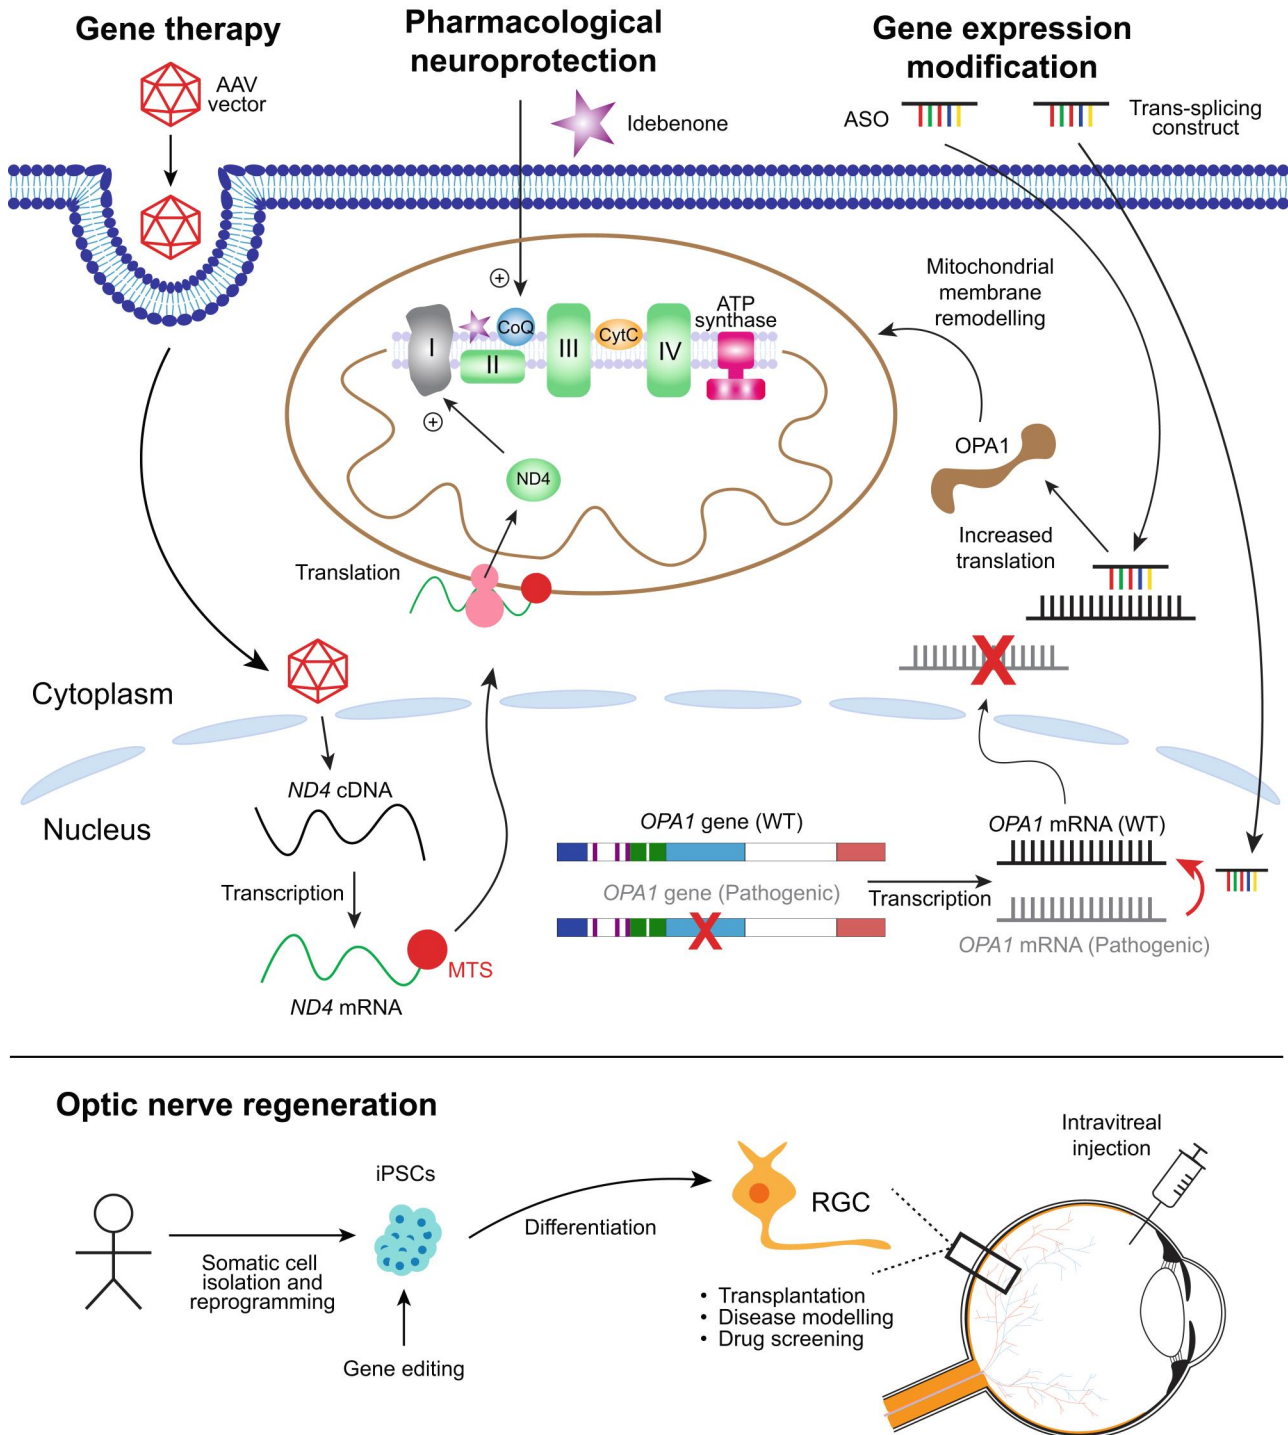 Gene therapy
AAV
vector
Pharmacological
neuroprotection
Idebenone
Gene expression
modification
ASO
Trans-splicing
construct
Mitochondrial
membrane
remodelling
+
I
II
CoQ
III
CytC
IV
ATP
synthase
+
ND4
Translation
OPA1
Increased
translation
X
Cytoplasm
Nucleus
ND4 cDNA
Transcription
MTS
ND4 mRNA
OPA1 gene (WT)
OPA1 gene (Pathogenic)
X
Transcription
OPA1 mRNA (WT)
OPA1 mRNA (Pathogenic)
Optic nerve regeneration
Somatic cell
isolation and
reprogramming
iPSCs
Gene editing
Differentiation
RGC
• Transplantation
• Disease modelling
• Drug screening
Intravitreal
injection